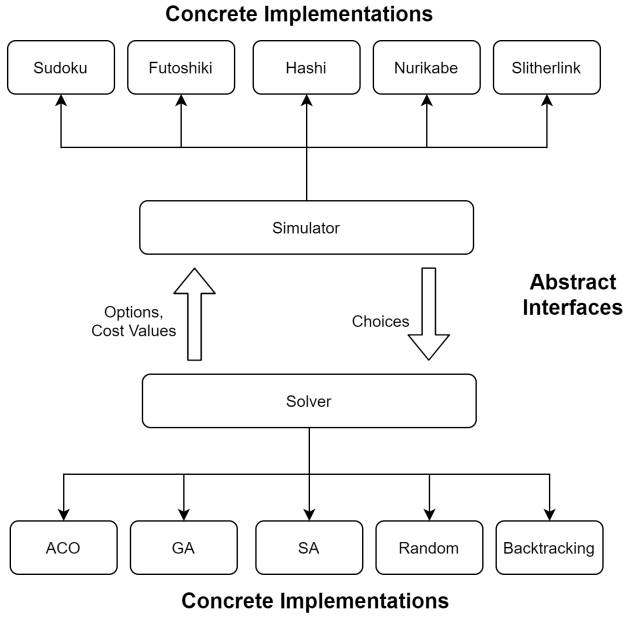 Concrete Implementations
Sudoku
Futoshiki
Hashi
Nurikabe
Slitherlink
Simulator
Abstract
Interfaces
Options,
Cost Values
Choices
Solver
ACO
GA
SA
Random
Backtracking
Concrete Implementations